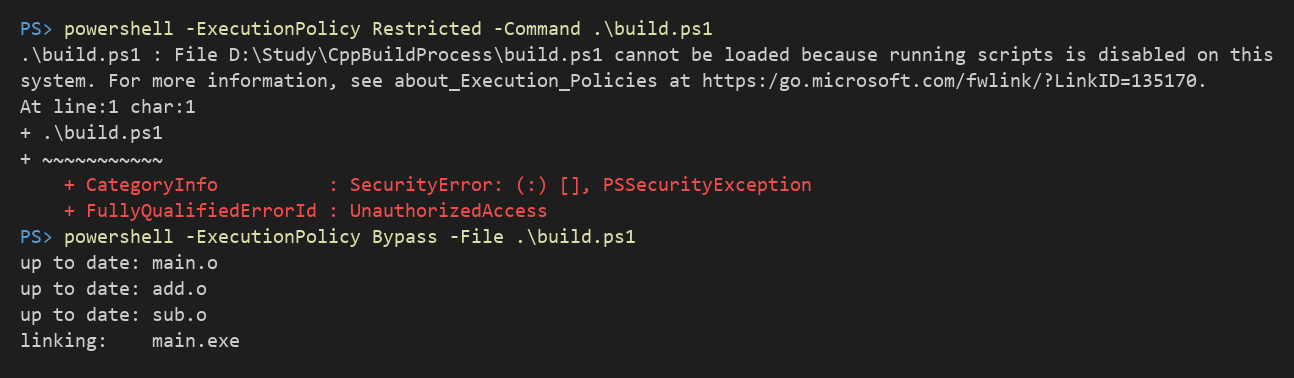 PS> powershell -ExecutionPolicy Restricted -Command .\build.ps1
.\build.ps1 : File D:\Study\CppBuildProcess\build.ps1 cannot be loaded because running scripts is disabled on this
system. For more information, see about_Execution_Policies at https:/go.microsoft.com/fwlink/?LinkID=135170.
At line:1 char:1
+ .\build.ps1
+ ~~~~~~~~~~~
    + CategoryInfo          : SecurityError: (:) [], PSSecurityException
    + FullyQualifiedErrorId : UnauthorizedAccess
PS> powershell -ExecutionPolicy Bypass -File .\build.ps1
up to date: main.o
up to date: add.o
up to date: sub.o
linking:    main.exe